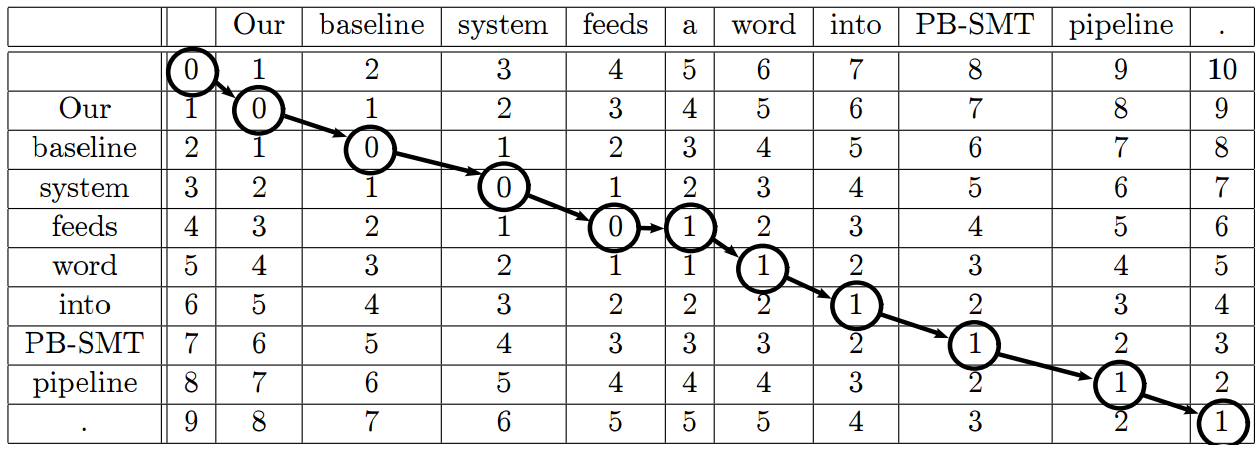 Our baseline system feeds a word into PB-SMT pipeline .
0 1 2 3 4 5 6 7 8 9 10
Our 1 0 1 2 3 4 5 6 7 8 9
baseline 2 1 0 1 2 3 4 5 6 7 8
system 3 2 1 0 1 2 3 4 5 6 7
feeds 4 3 2 1 0 1 2 3 4 5 6
word 5 4 3 2 1 1 1 2 3 4 5
into 6 5 4 3 2 2 2 1 2 3 4
PB-SMT 7 6 5 4 3 3 3 2 1 2 3
pipeline 8 7 6 5 4 4 4 3 2 1 2
. 9 8 7 6 5 5 5 4 3 2 1